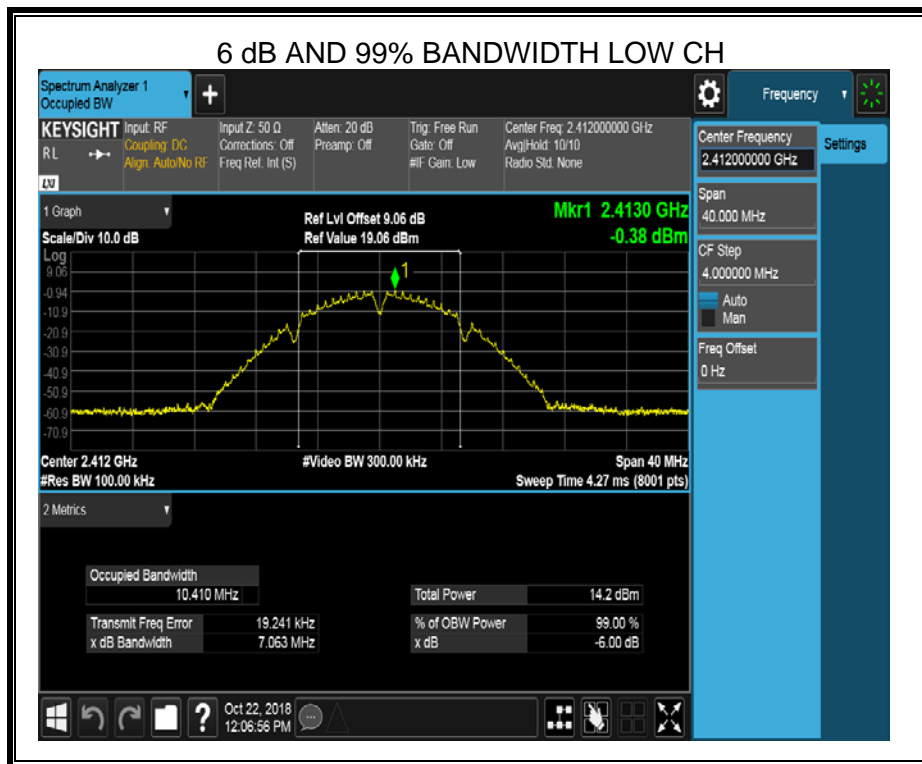 6 dB AND 99% BANDWIDTH LOW CH
Spectrum Analyzer 1
Occupied BW
Frequency
KEYSIGHT
RL
LXI
Input: RF
Coupling: DC
Align: Auto/No RF
Input Z: 50 Ω
Corrections: Off
Freq Ref: Int (S)
Atten: 20 dB
Preamp: Off
Trig: Free Run
Gate: Off
#IF Gain: Low
Center Freq: 2.412000000 GHz
Avg|Hold: 10/10
Radio Std: None
Center Frequency
2.412000000 GHz
Settings
Span
40.000 MHz
CF Step
4.000000 MHz
Auto
Man
Freq Offset
0 Hz
1 Graph
Scale/Div 10.0 dB
Ref Lvl Offset 9.06 dB
Ref Value 19.06 dBm
Mkr1 2.4130 GHz
-0.38 dBm
Log
9.06
-0.94
-10.9
-20.9
-30.9
-40.9
-50.9
-60.9
-70.9
1
Center 2.412 GHz
#Res BW 100.00 kHz
#Video BW 300.00 kHz
Span 40 MHz
Sweep Time 4.27 ms (8001 pts)
2 Metrics
Occupied Bandwidth
10.410 MHz
Total Power 14.2 dBm
Transmit Freq Error 19.241 kHz
% of OBW Power 99.00 %
x dB Bandwidth 7.063 MHz
x dB -6.00 dB
?
Oct 22, 2018
12:06:56 PM